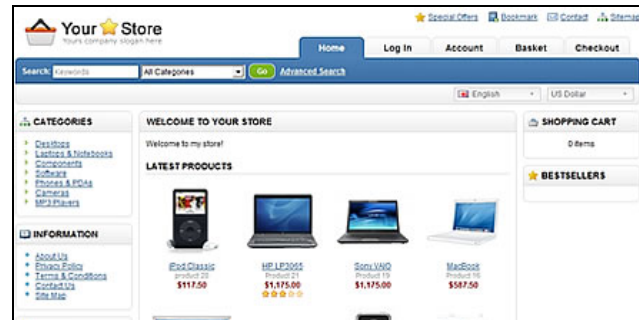 Special Offers Bookmark Contact Sitemap
Your Store
Yours company slogan here
Home Log In Account Basket Checkout
Search: Keywords All Categories Go Advanced Search
English US Dollar
CATEGORIES
Desktops
Laptops & Notebooks
Components
Software
Phones & PDAs
Cameras
MP3 Players
INFORMATION
About Us
Privacy Policy
Terms & Conditions
Contact Us
Site Map
WELCOME TO YOUR STORE
Welcome to my store!
LATEST PRODUCTS
iPod Classic HP LP3065 Sony VAIO MacBook
product 20 Product 21 Product 19 Product 16
$117.50 $1,175.00 $1,175.00 $587.50
SHOPPING CART
0 items
BESTSELLERS